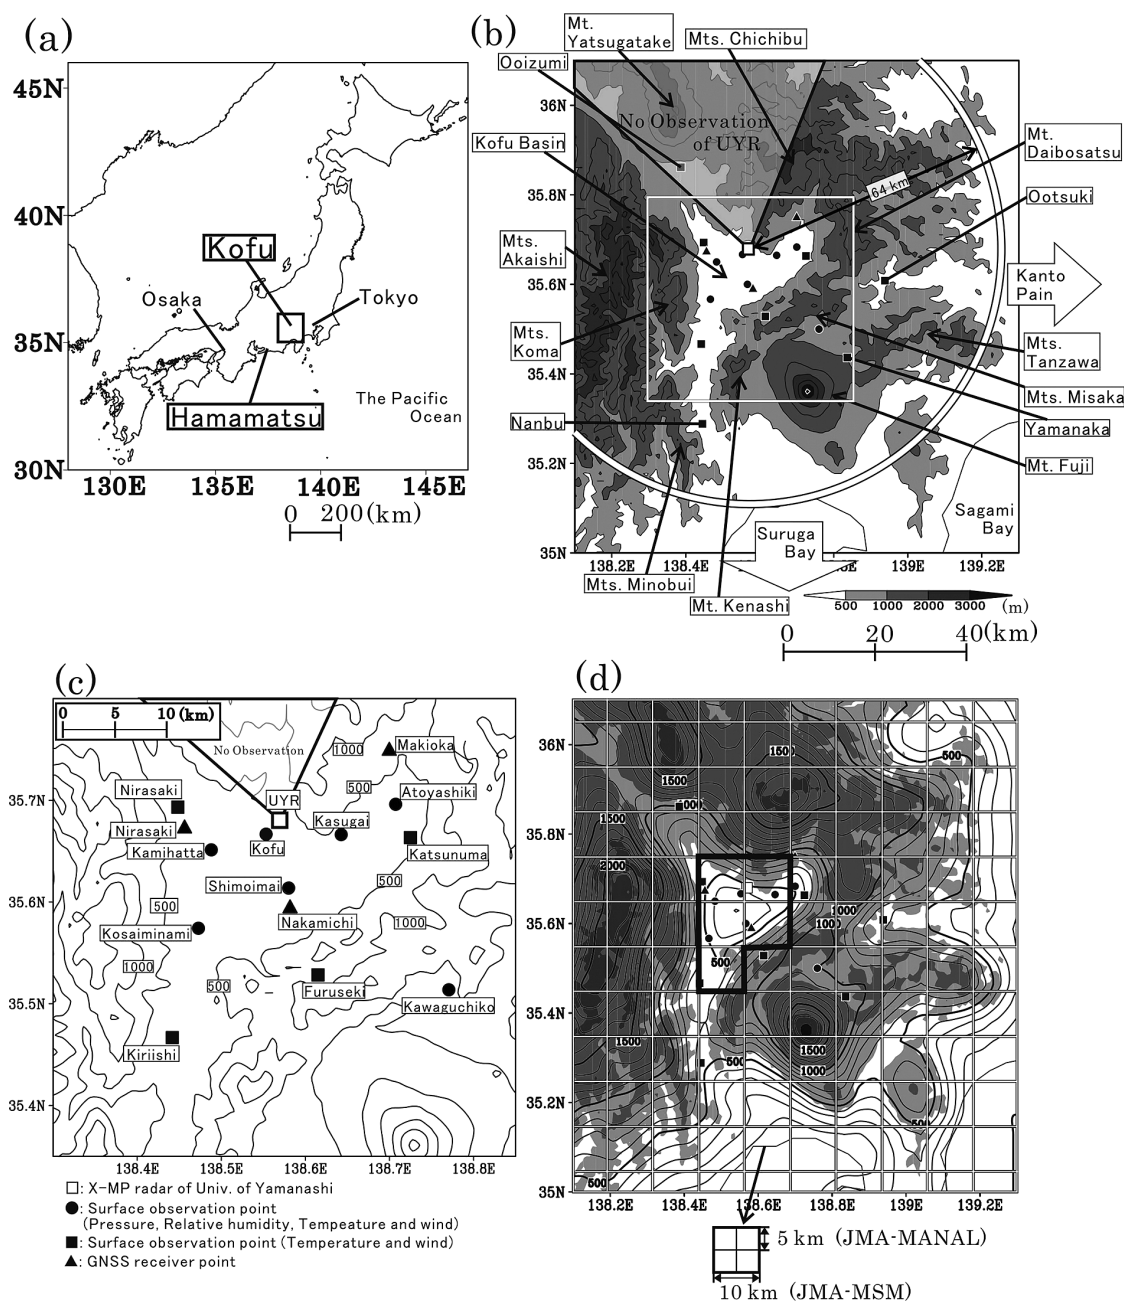 (a)
45N
40N
35N
30N
130E
135E
140E
145E
Kofu
Osaka
Tokyo
Hamamatsu
The Pacific
Ocean
0 200(km)
(b)
Mt.
Yatsugatake
Mts. Chichibu
Ooizumi
Kofu Basin
Mts.
Akaishi
Mts.
Koma
Nanbu
Mts. Minobui
Mt. Kenashi
No Observation
of UYR
64 km
Mt.
Daibosatsu
Ootsuki
Kanto
Pain
Mts.
Tanzawa
Mts. Misaka
Yamanaka
Mt. Fuji
Sagami
Bay
Suruga
Bay
36N
35.8N
35.6N
35.4N
35.2N
35N
138.2E
138.4E
139E
139.2E
500 1000 2000 3000 (m)
0 20 40(km)
(c)
0 5 10 (km)
No Observation
1000
Makioka
500
Atoyashiki
Nirasaki
UYR
Kasugai
Nirasaki
Kamihatta
Kofu
Katsunuma
Shimoimai
500
500
Nakamichi
1000
Kosaiminami
1000
500
Furuseki
Kawaguchiko
Kiriishi
35.7N
35.6N
35.5N
35.4N
138.4E
138.5E
138.6E
138.7E
138.8E
□: X-MP radar of Univ. of Yamanashi
●: Surface observation point
(Pressure, Relative humidity, Tempeature and wind)
■: Surface observation point (Temperature and wind)
▲: GNSS receiver point
(d)
36N
35.8N
35.6N
35.4N
35.2N
35N
138.2E
138.4E
138.6E
138.8E
139E
139.2E
1500
500
1500
1000
1500
2000
1000
1000
500
1500
1500
500
1000
500
500
5 km (JMA-MANAL)
10 km (JMA-MSM)